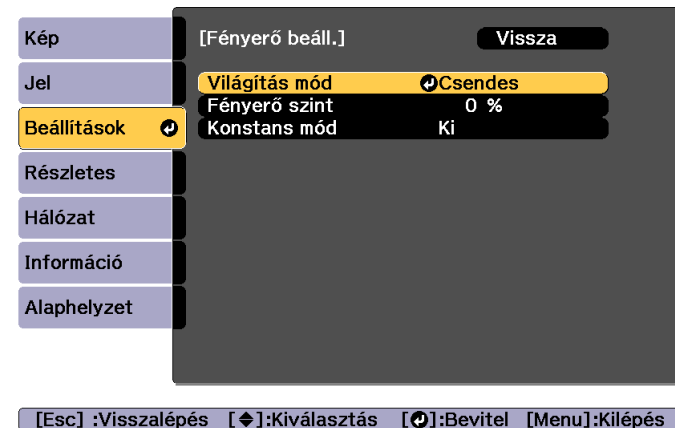 Kép
Jel
Beállítások
Részletes
Hálózat
Információ
Alaphelyzet
[Fényerő beáll.] Vissza
Világítás mód Csendes
Fényerő szint 0 %
Konstans mód Ki
[Esc] :Visszalépés [◆]:Kiválasztás [⏎]:Bevitel [Menu]:Kilépés